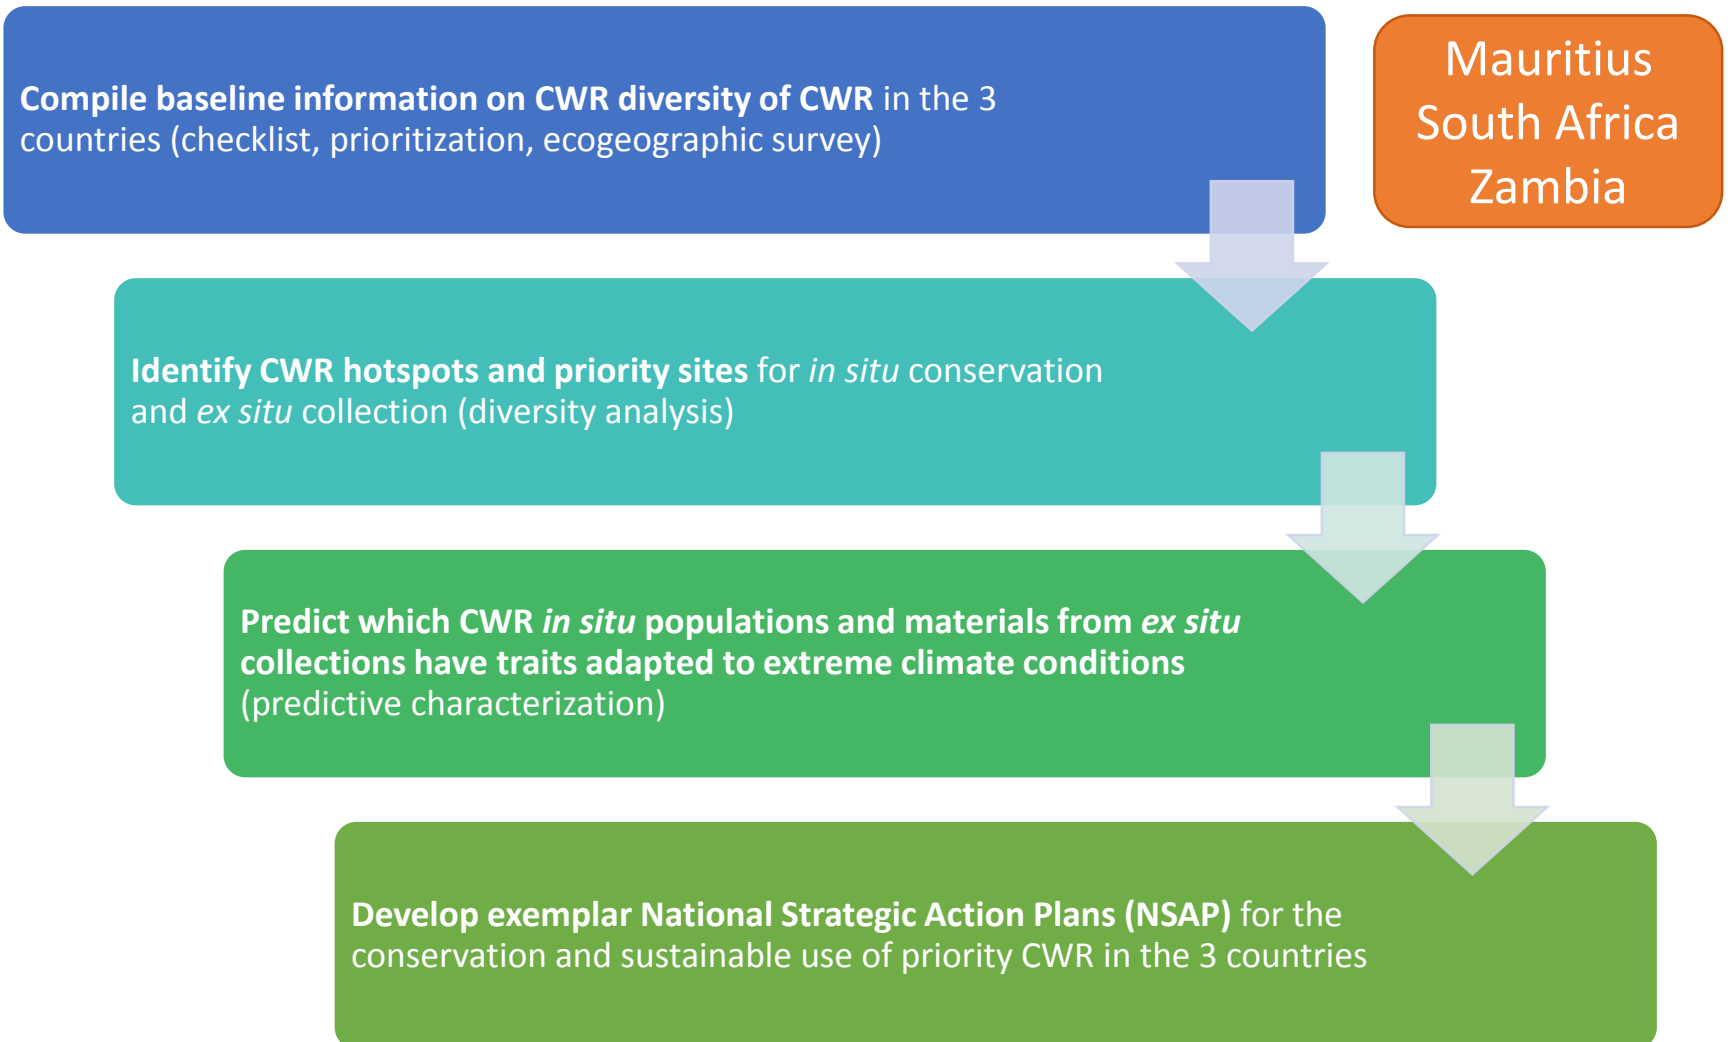 Compile baseline information on CWR diversity of CWR in the 3
countries (checklist, prioritization, ecogeographic survey)
Mauritius
South Africa
Zambia
Identify CWR hotspots and priority sites for in situ conservation
and ex situ collection (diversity analysis)
Predict which CWR in situ populations and materials from ex situ
collections have traits adapted to extreme climate conditions
(predictive characterization)
Develop exemplar National Strategic Action Plans (NSAP) for the
conservation and sustainable use of priority CWR in the 3 countries